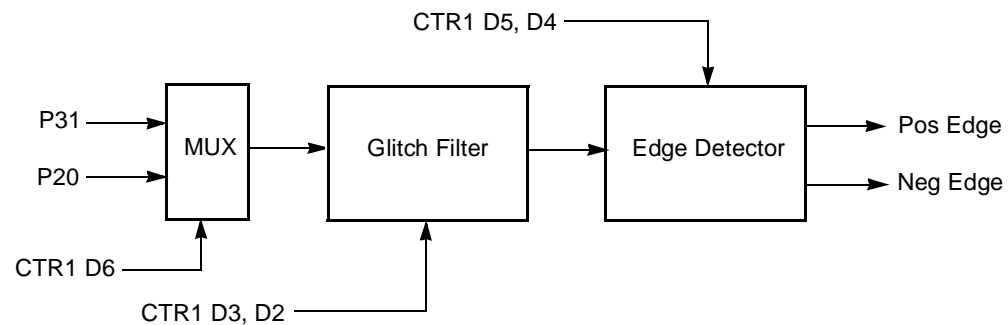 CTR1 D5, D4
P31
P20
MUX
Glitch Filter
Edge Detector
Pos Edge
Neg Edge
CTR1 D6
CTR1 D3, D2